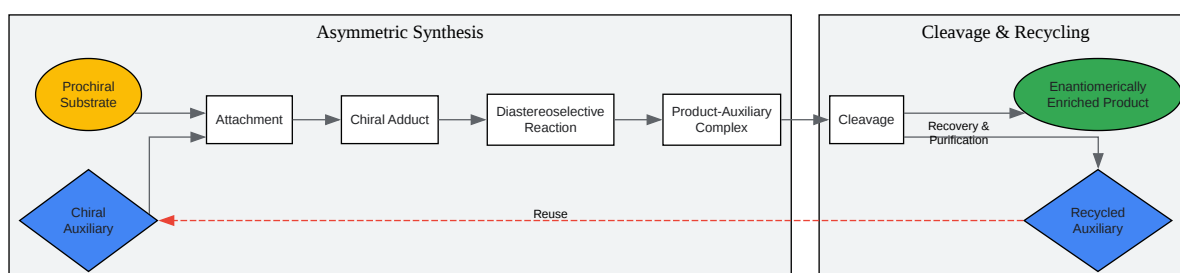 Asymmetric Synthesis
Prochiral
Substrate
Attachment
Chiral Adduct
Diastereoselective
Reaction
Product-Auxiliary
Complex
Chiral
Auxiliary
Reuse
Cleavage & Recycling
Cleavage
Enantiomerically
Enriched Product
Recovery &
Purification
Recycled
Auxiliary